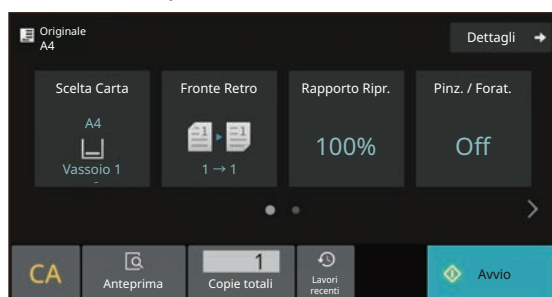 Originale
A4
Dettagli
Scelta Carta
A4
Vassoio 1
Fronte Retro
1 → 1
Rapporto Ripr.
100%
Pinz. / Forat.
Off
CA
Anteprima
1
Copie totali
Lavori
recenti
Avvio